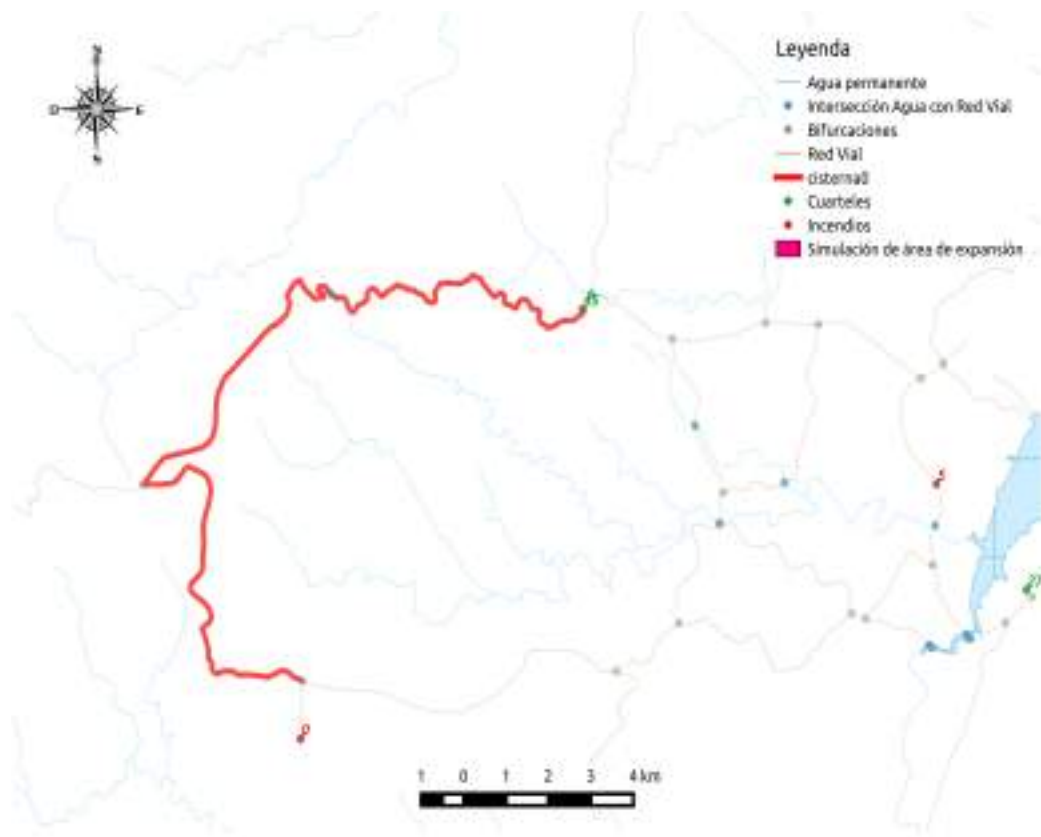 Leyenda
Agua permanente
Intersección Agua con Red Vial
Bifurcaciones
Red Vial
cisterna0
Cuarteles
Incendios
Simulación de área de expansión
E
1 0 1 2 3 4 km